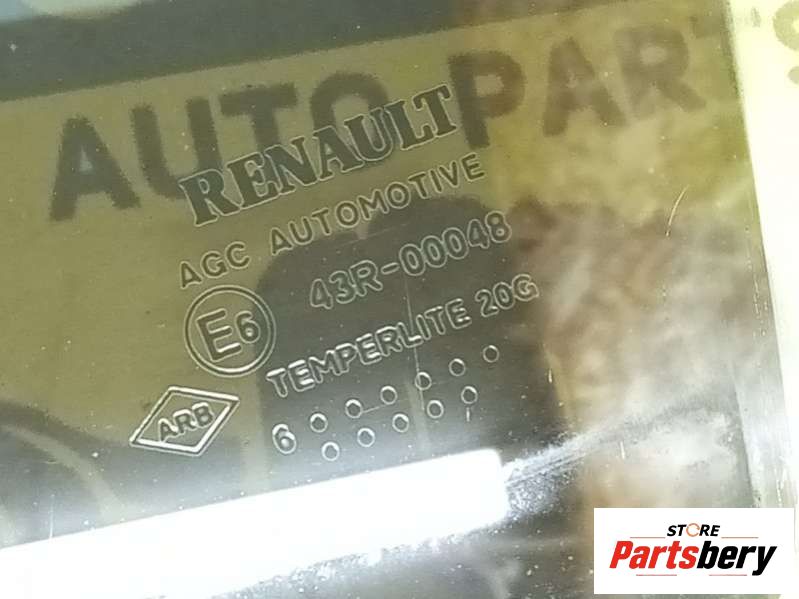 AUTO PARTS
RENAULT
AGC AUTOMOTIVE
43R-00048
E6
TEMPERLITE 20G
ARB
6
STORE
Partsbery